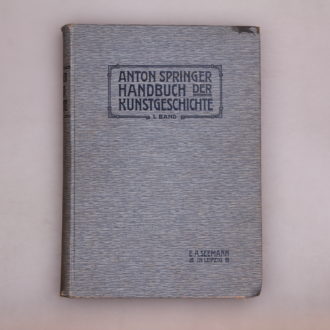 ANTON SPRINGER
HANDBUCH DER
KUNSTGESCHICHTE
I. BAND
E. A. SEEMANN
IN LEIPZIG